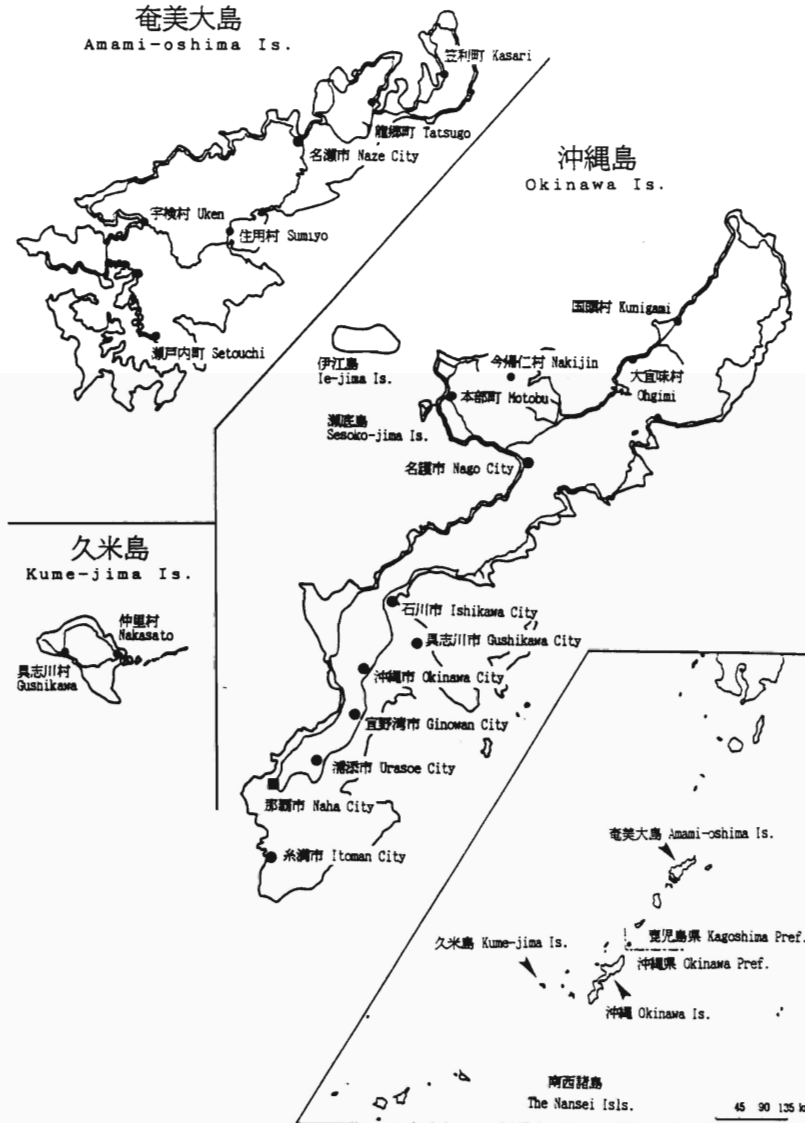 奄美大島
Amami-oshima Is.
笠利町 Kasari
龍郷町 Tatsugo
名瀬市 Naze City
宇検村 Uken
住用村 Sumiyo
瀬戸内町 Setouchi
沖縄島
Okinawa Is.
国頭村 Kunigami
伊江島
Ie-jima Is.
今帰仁村 Nakijin
大宜味村
Ohgimi
本部町 Motobu
瀬底島
Sesoko-jima Is.
名護市 Nago City
石川市 Ishikawa City
具志川市 Gushikawa City
沖縄市 Okinawa City
宜野湾市 Ginowan City
浦添市 Urasoe City
那覇市 Naha City
糸満市 Itoman City
久米島
Kume-jima Is.
仲里村
Nakasato
具志川村
Gushikawa
奄美大島 Amami-oshima Is.
鹿児島県 Kagoshima Pref.
久米島 Kume-jima Is.
沖縄県 Okinawa Pref.
沖縄 Okinawa Is.
南西諸島
The Nansei Isls.
45 90 135 k